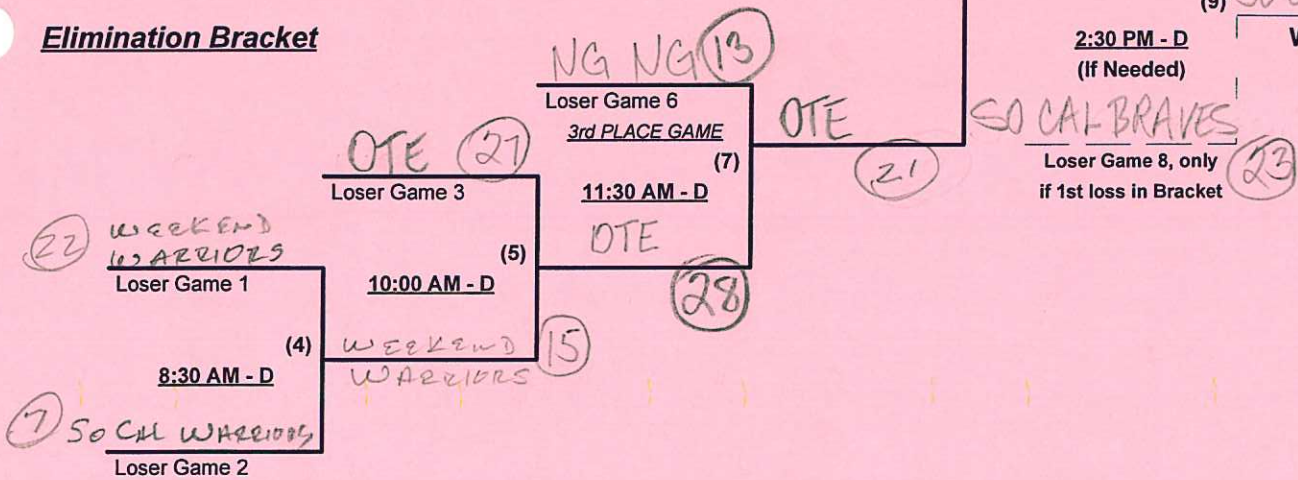 Elimination Bracket
(9)
2:30 PM - D
(If Needed)
NG NG 13
Loser Game 6
3rd PLACE GAME
(7)
11:30 AM - D
OTE
28
OTE
21
SO CAL BRAVES
Loser Game 8, only
if 1st loss in Bracket
23
OTE 27
Loser Game 3
(5)
10:00 AM - D
22 WEEKEND
WARRIORS
Loser Game 1
(4)
8:30 AM - D
WEEKEND
WARRIORS
15
7 SO CAL WARRIORS
Loser Game 2